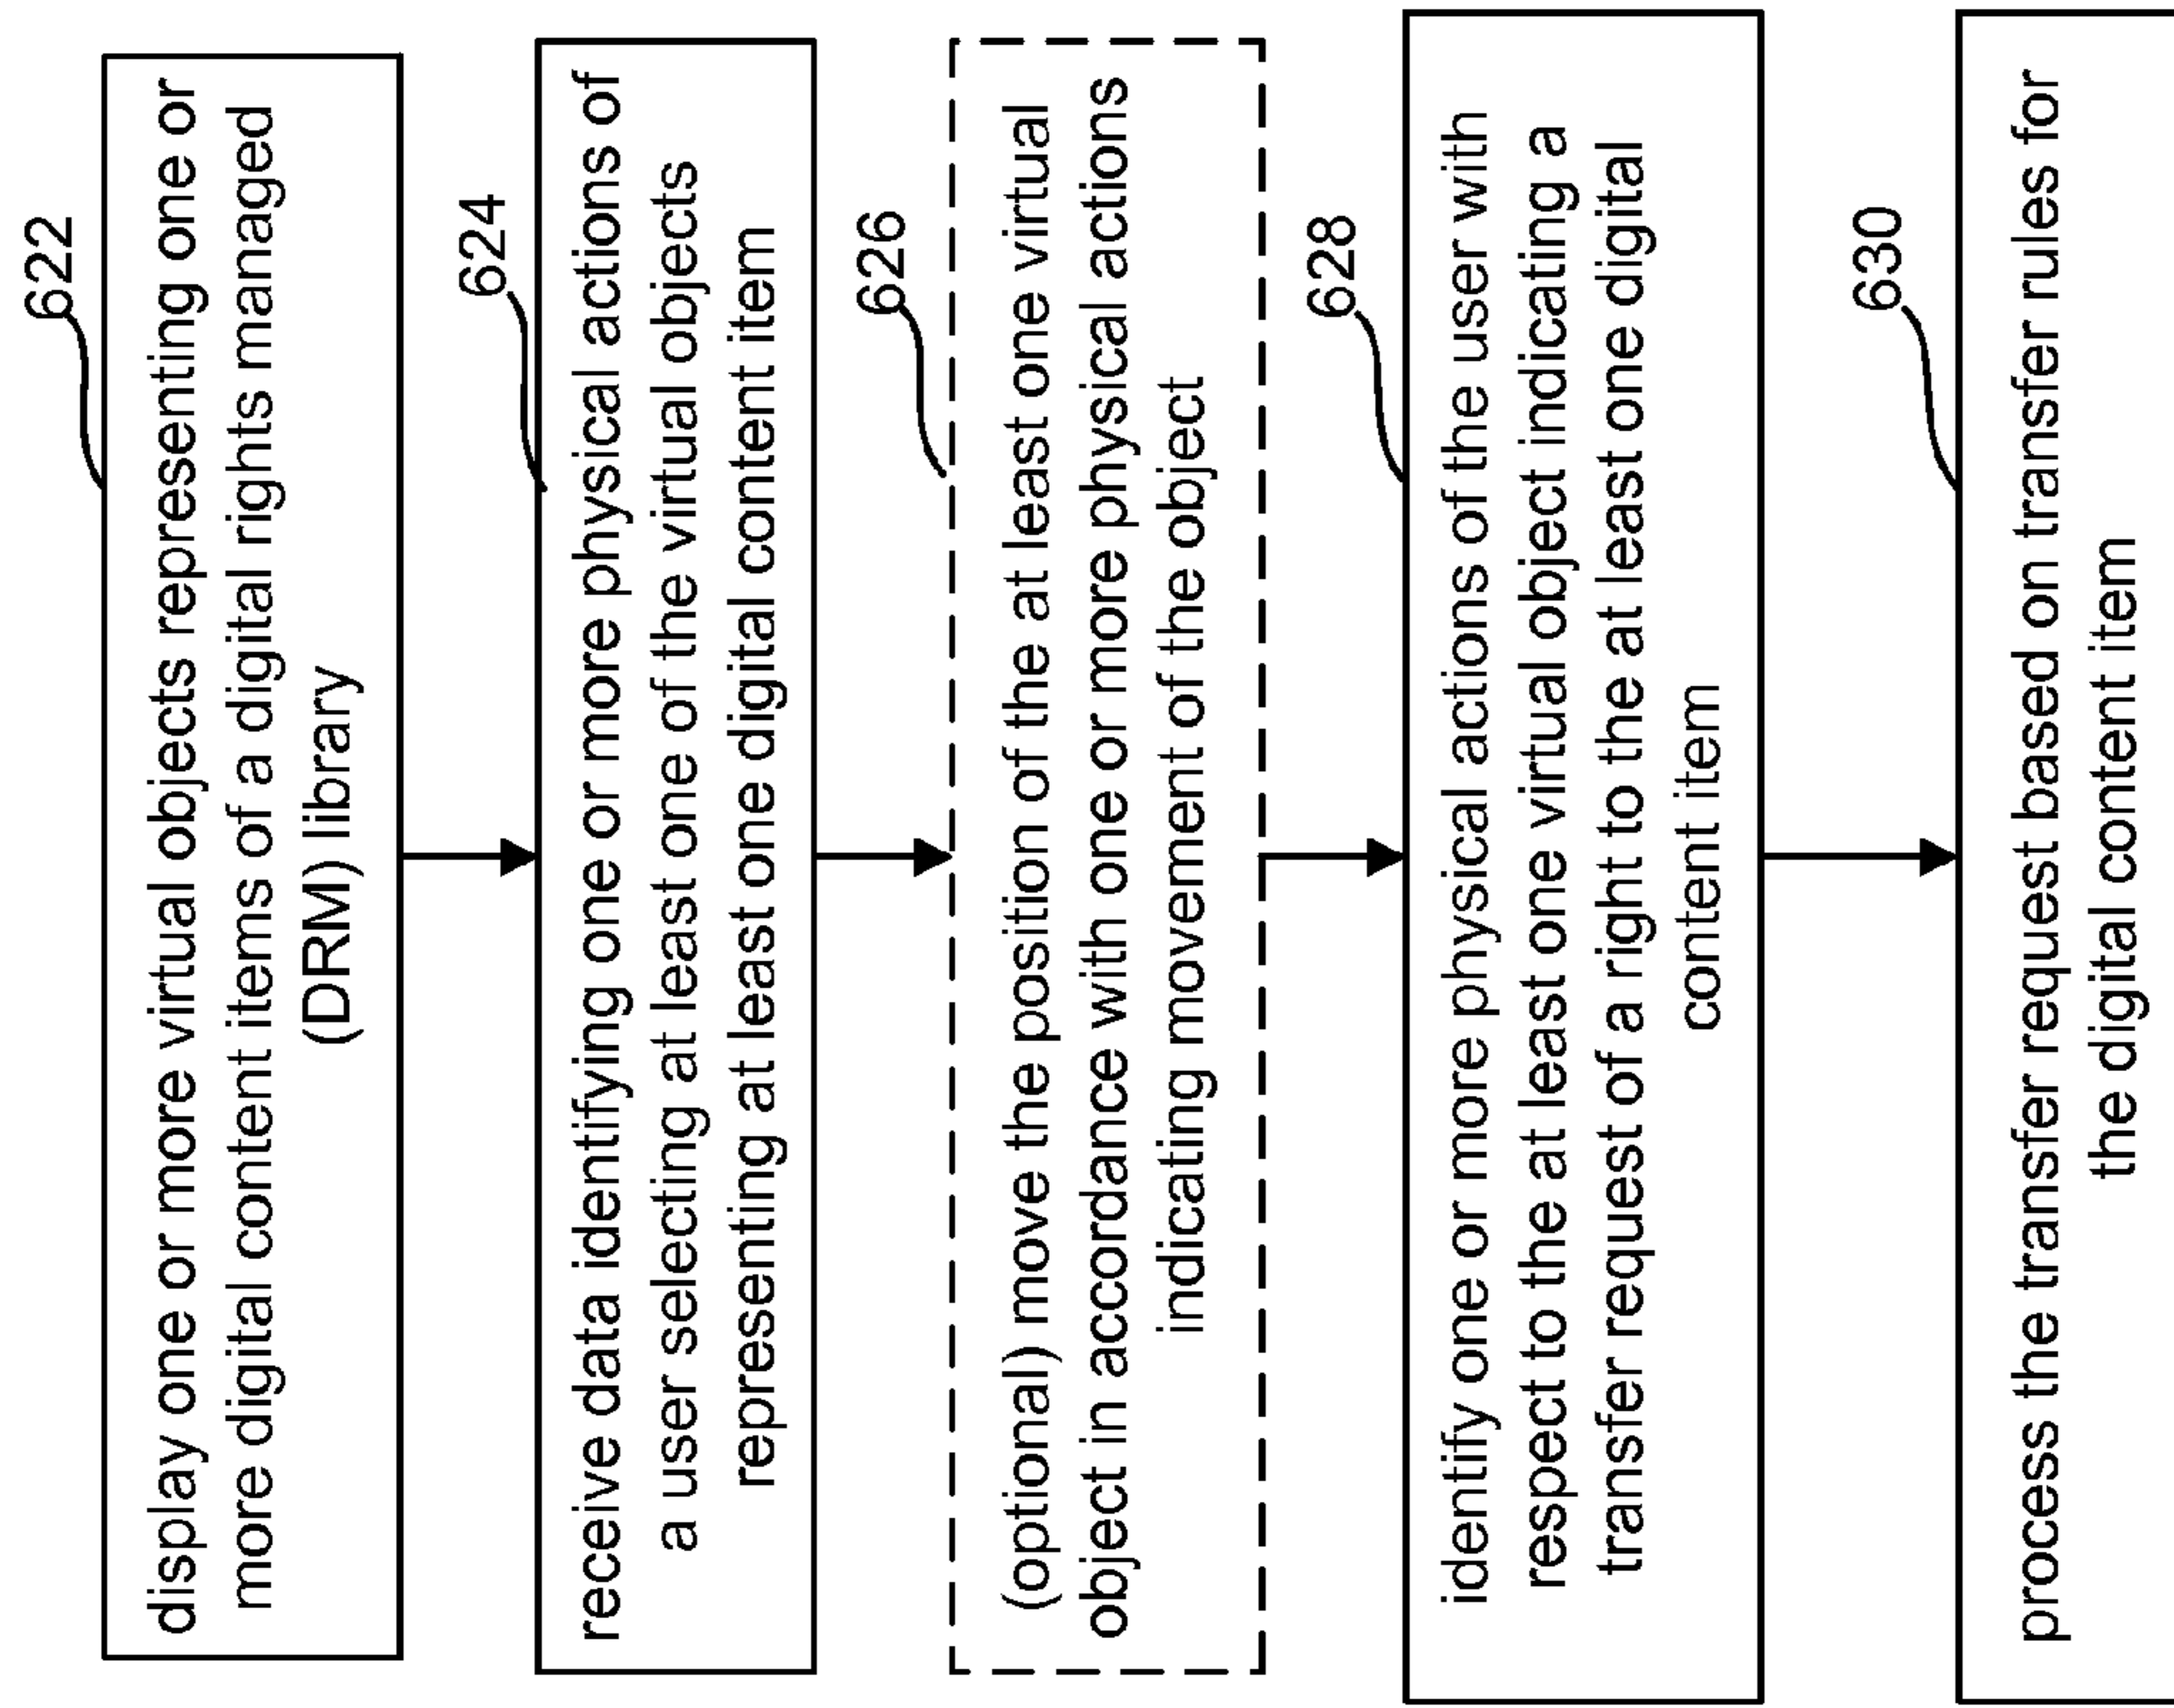 622
display one or more virtual objects representing one or
more digital content items of a digital rights managed
(DRM) library
624
receive data identifying one or more physical actions of
a user selecting at least one of the virtual objects
representing at least one digital content item
626
(optional) move the position of the at least one virtual
object in accordance with one or more physical actions
indicating movement of the object
628
identify one or more physical actions of the user with
respect to the at least one virtual object indicating a
transfer request of a right to the at least one digital
content item
630
process the transfer request based on transfer rules for
the digital content item